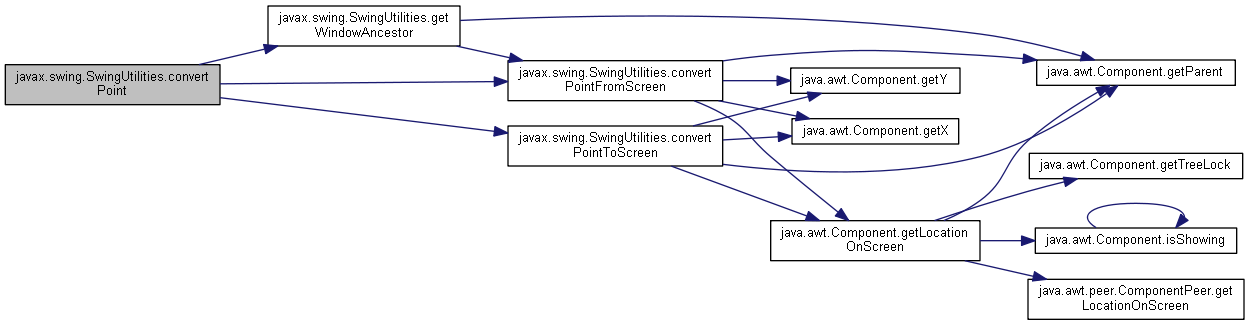 javax.swing.SwingUtilities.convert
Point
javax.swing.SwingUtilities.get
WindowAncestor
javax.swing.SwingUtilities.convert
PointFromScreen
javax.swing.SwingUtilities.convert
PointToScreen
java.awt.Component.getY
java.awt.Component.getX
java.awt.Component.getLocation
OnScreen
java.awt.Component.getParent
java.awt.Component.getTreeLock
java.awt.Component.isShowing
java.awt.peer.ComponentPeer.get
LocationOnScreen